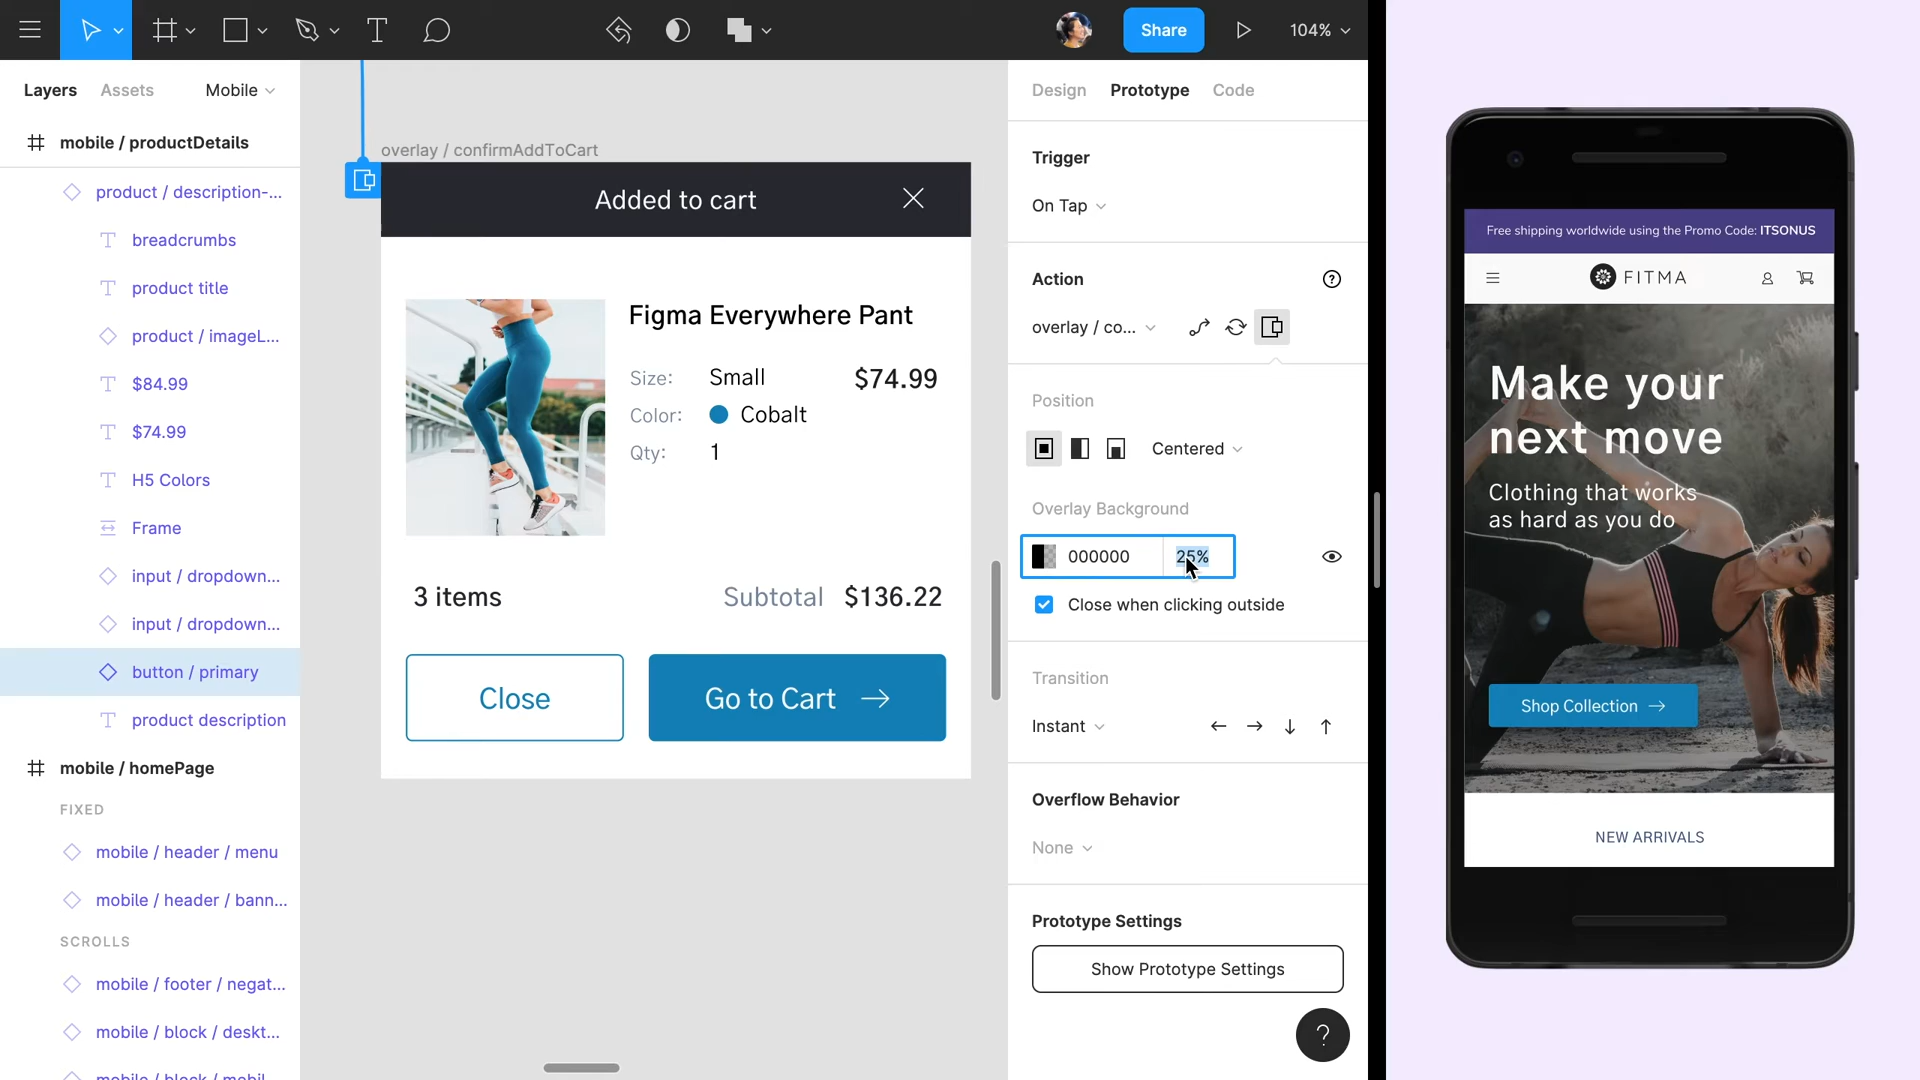 Share
104%
Layers
Assets
Mobile
mobile / productDetails
product / description-...
breadcrumbs
product title
product / imageL...
$84.99
$74.99
H5 Colors
Frame
input / dropdown...
input / dropdown...
button / primary
product description
mobile / homePage
FIXED
mobile / header / menu
mobile / header / bann...
SCROLLS
mobile / footer / negat...
mobile / block / deskt...
mobile / block / mobil...
overlay / confirmAddToCart
Added to cart
Figma Everywhere Pant
Size: Small $74.99
Color: Cobalt
Qty: 1
3 items
Subtotal $136.22
Close
Go to Cart
Design
Prototype
Code
Trigger
On Tap
Action
overlay / co...
Position
Centered
Overlay Background
000000 25%
Close when clicking outside
Transition
Instant
Overflow Behavior
None
Prototype Settings
Show Prototype Settings
?
Free shipping worldwide using the Promo Code: ITSONUS
FITMA
Make your
next move
Clothing that works
as hard as you do
Shop Collection
NEW ARRIVALS